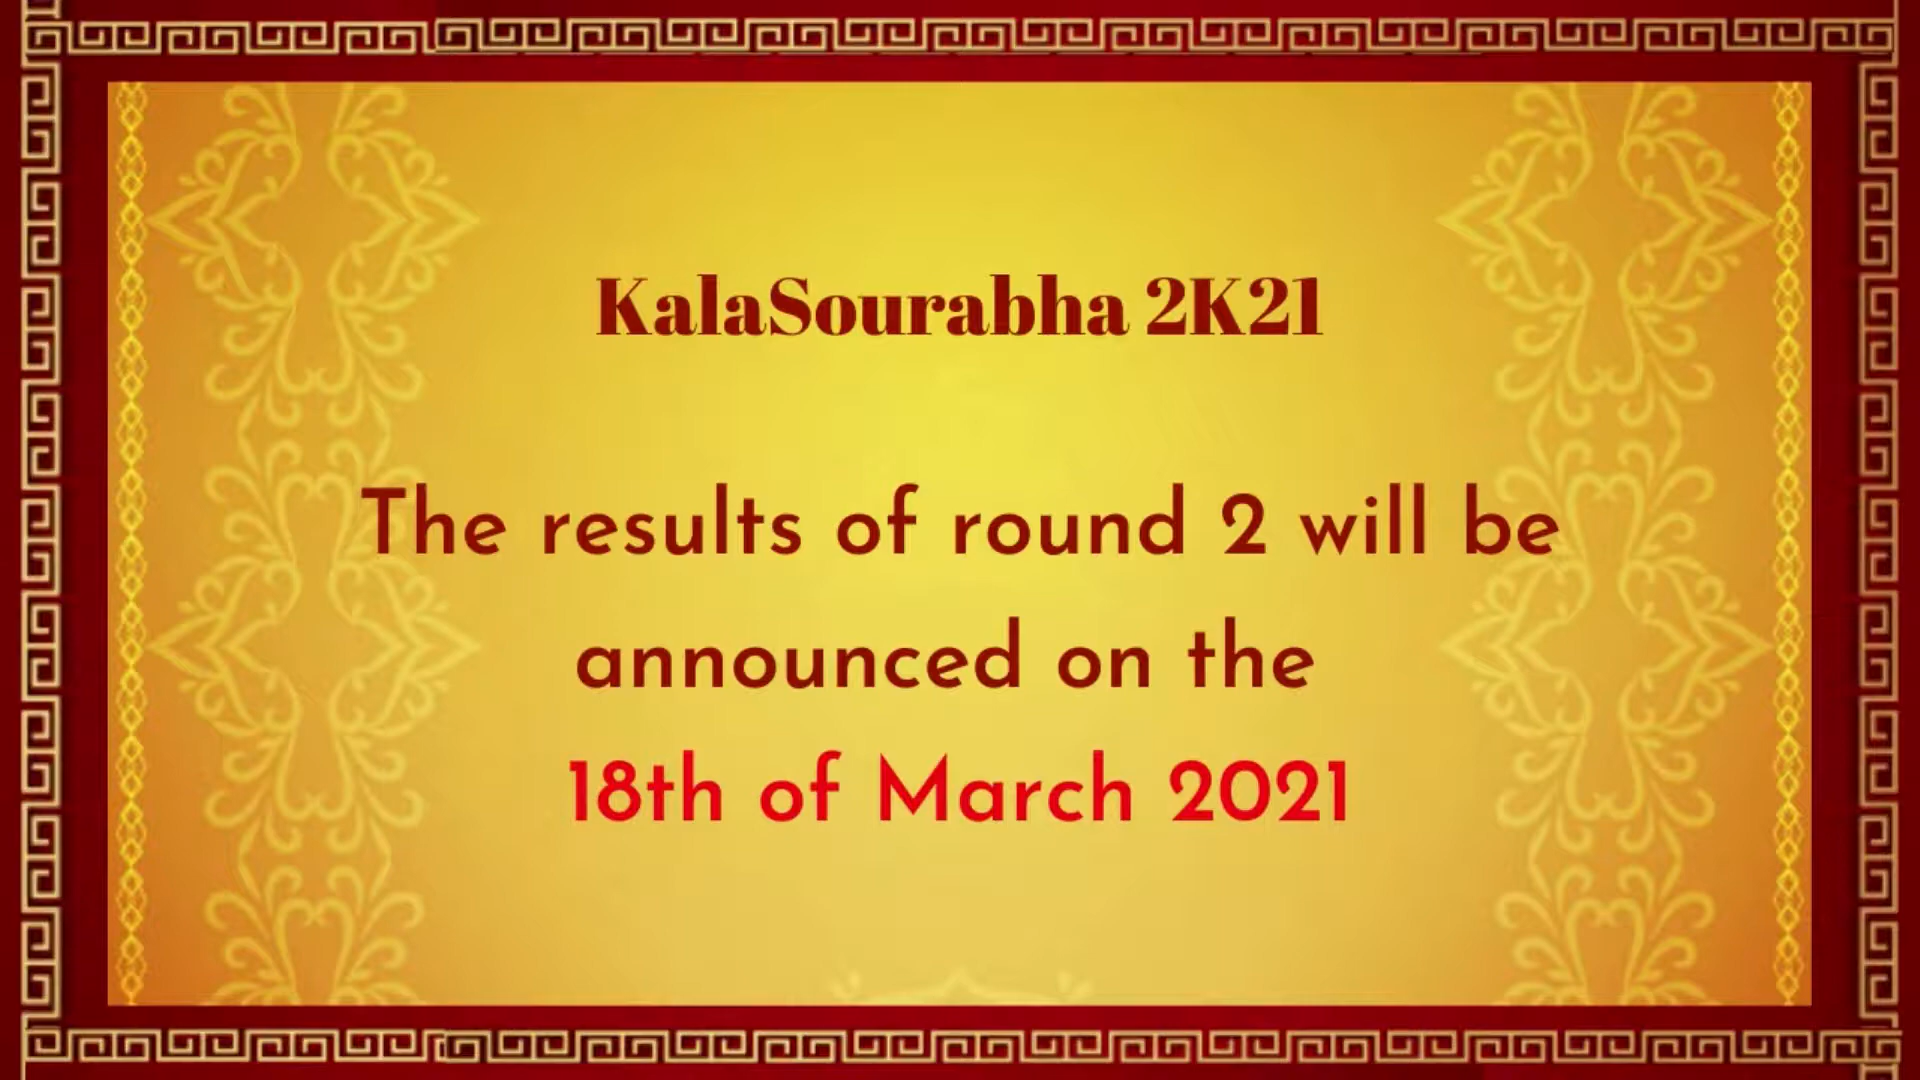 KalaSourabha 2K21
The results of round 2 will be
announced on the
18th of March 2021